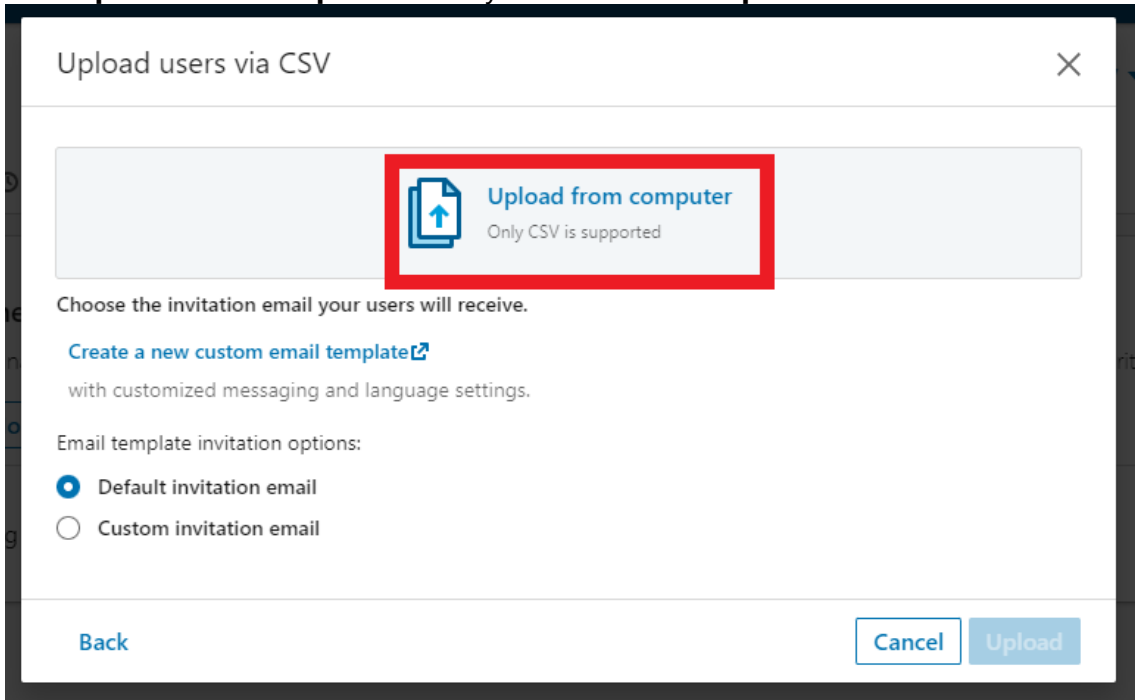 Upload users via CSV
Upload from computer
Only CSV is supported
Choose the invitation email your users will receive.
Create a new custom email template
with customized messaging and language settings.
Email template invitation options:
Default invitation email
Custom invitation email
Back
Cancel
Upload